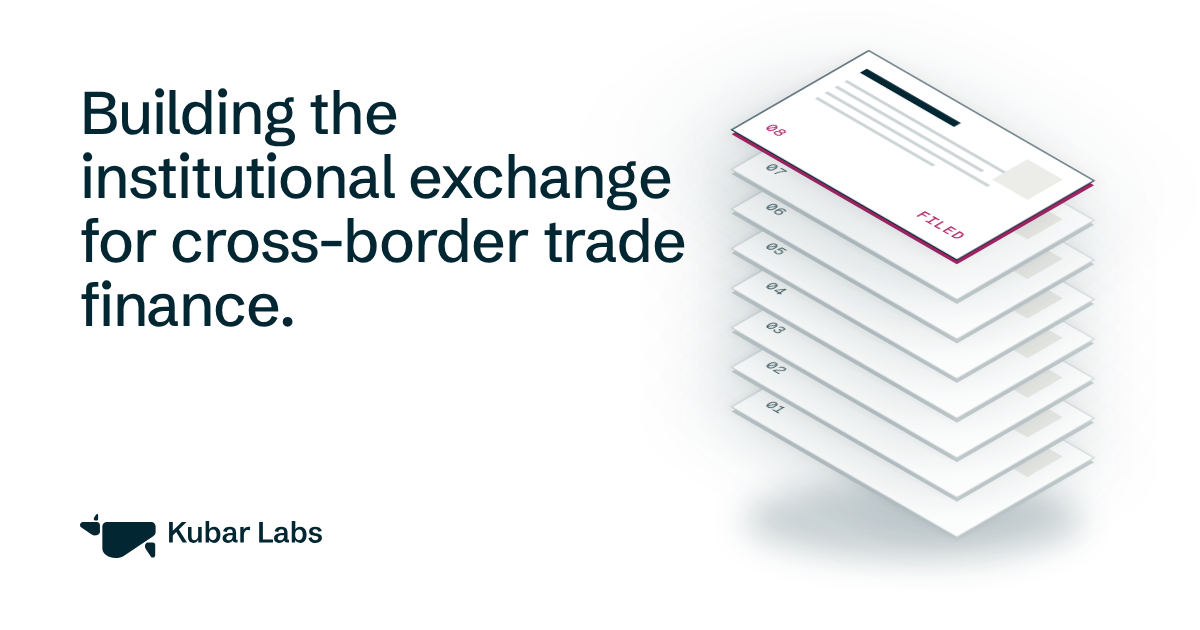 Building the
institutional exchange
for cross-border trade
finance.
Kubar Labs
08
FILED
07
06
05
04
03
02
01